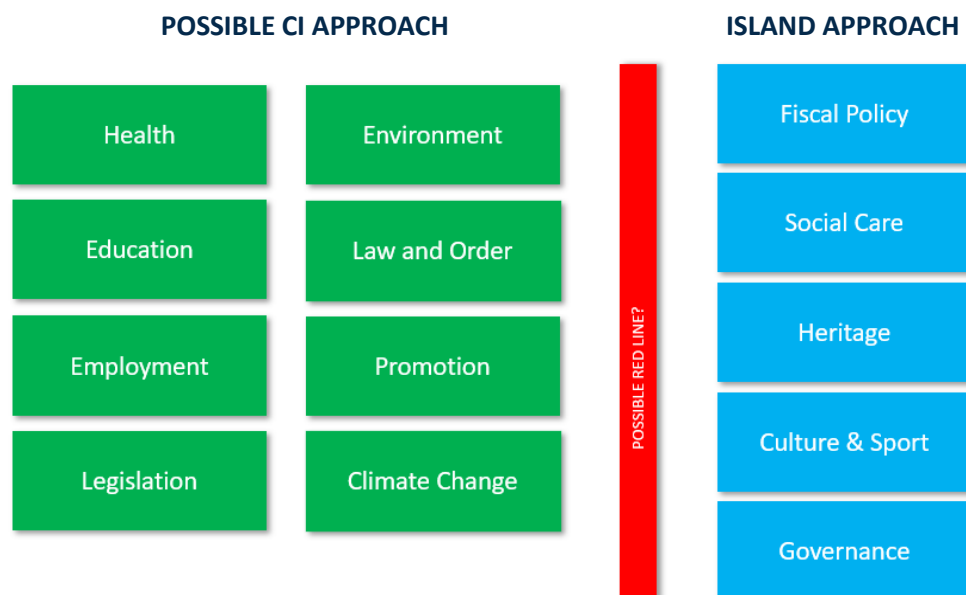 POSSIBLE CI APPROACH
ISLAND APPROACH
Health
Environment
Education
Law and Order
Employment
Promotion
Legislation
Climate Change
POSSIBLE RED LINE?
Fiscal Policy
Social Care
Heritage
Culture & Sport
Governance